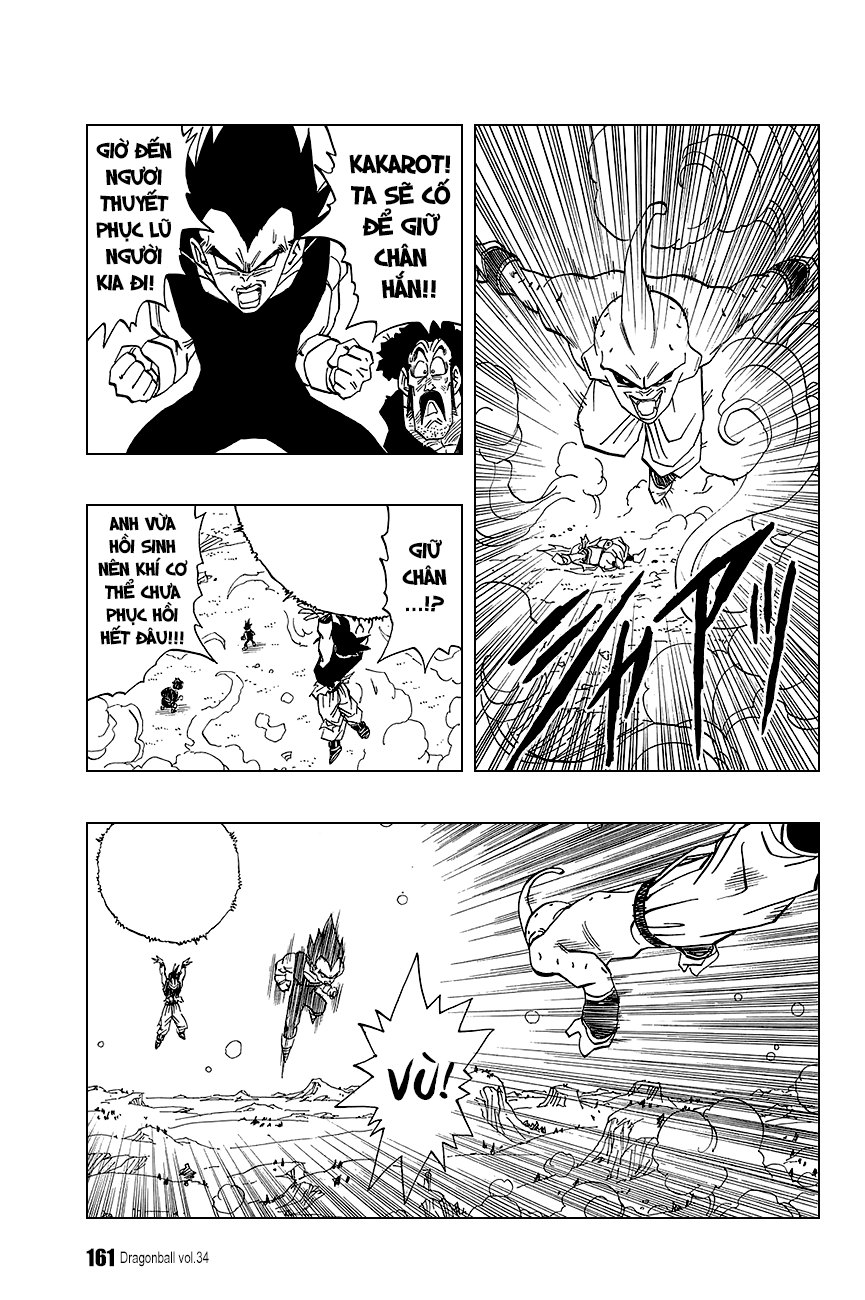 シャアッ
KAKAROT!
TA SẼ CỐ
ĐỂ GIỮ
CHÂN
HẮN!!
GIỜ ĐẾN
NGƯƠI
THUYẾT
PHỤC LŨ
NGƯỜI
KIA ĐI!
GIỮ
CHÂN
...!?
ANH VỪA
HỒI SINH
NÊN KHÍ CƠ
THỂ CHƯA
PHỤC HỒI
HẾT ĐÂU!!!
VÙ!
161 Dragonball vol.34